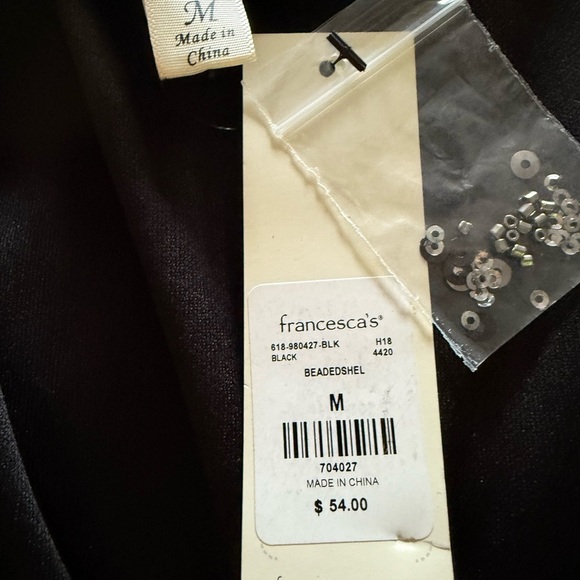 M
Made in
China
francesca's®
618-980427-BLK H18
BLACK 4420
BEADEDSHEL
M
704027
MADE IN CHINA
$ 54.00